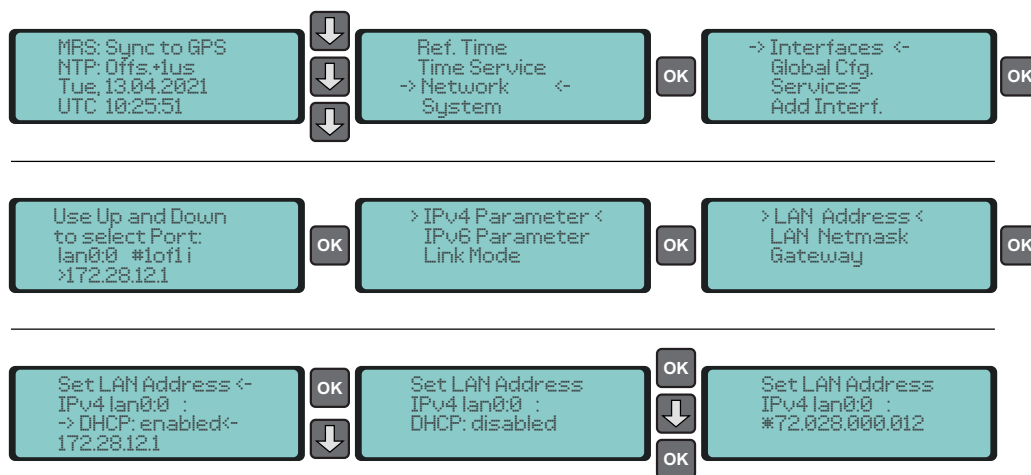 MRS: Sync to GPS
NTP: Offs.+1us
Tue, 13.04.2021
UTC 10:25:51
Ref. Time
Time Service
-> Network <-
System
OK
-> Interfaces <-
Global Cfg.
Services
Add Interf.
OK
Use Up and Down
to select Port:
lan0:0 #1of1 i
>172.28.12.1
OK
> IPv4 Parameter <
IPv6 Parameter
Link Mode
OK
> LAN Address <
LAN Netmask
Gateway
OK
Set LAN Address <-
IPv4 lan0:0 :
-> DHCP: enabled<-
172.28.12.1
OK
Set LAN Address
IPv4 lan0:0 :
DHCP: disabled
OK
OK
Set LAN Address
IPv4 lan0:0 :
*72.028.000.012